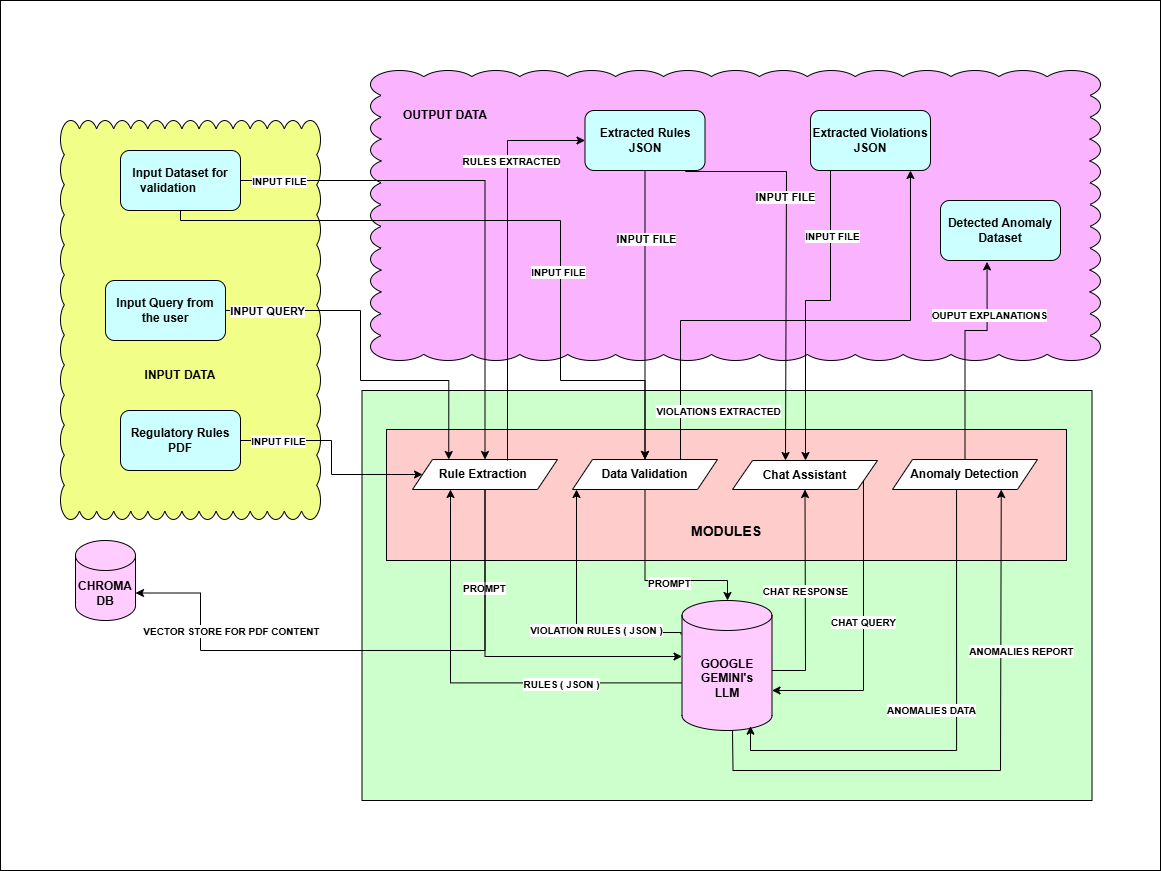 OUTPUT DATA
Extracted Rules
JSON
Extracted Violations
JSON
RULES EXTRACTED
Input Dataset for
validation
INPUT FILE
INPUT FILE
INPUT FILE
INPUT FILE
INPUT FILE
Detected Anomaly
Dataset
Input Query from
the user
INPUT QUERY
OUPUT EXPLANATIONS
INPUT DATA
VIOLATIONS EXTRACTED
Regulatory Rules
PDF
INPUT FILE
Rule Extraction
Data Validation
Chat Assistant
Anomaly Detection
MODULES
CHROMA
DB
PROMPT
PROMPT
CHAT RESPONSE
CHAT QUERY
VECTOR STORE FOR PDF CONTENT
VIOLATION RULES ( JSON )
ANOMALIES REPORT
GOOGLE
GEMINI's
LLM
RULES ( JSON )
ANOMALIES DATA